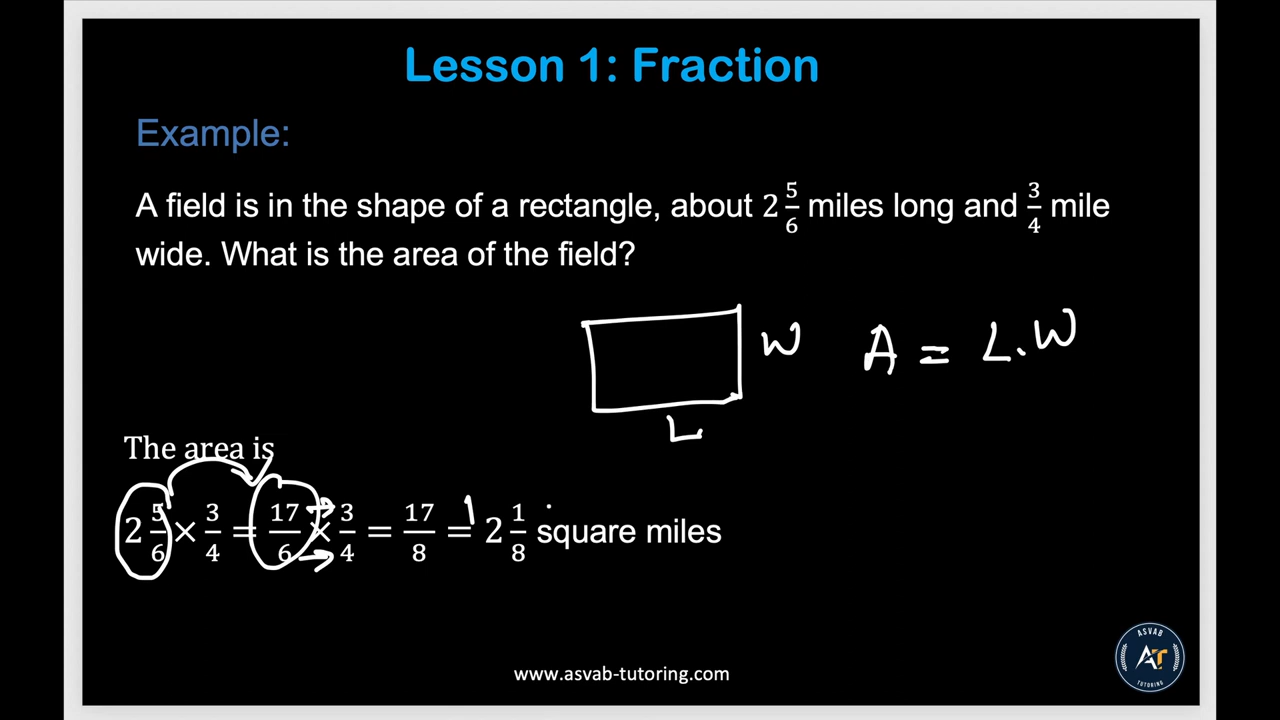 Lesson 1: Fraction
Example:
A field is in the shape of a rectangle, about 2 5/6 miles long and 3/4 mile
wide. What is the area of the field?
W A = L.W
L
The area is
2 5/6 × 3/4 = 17/6 × 3/4 = 17/8 = 2 1/8 square miles
ASVAB
AT
TUTORING
www.asvab-tutoring.com